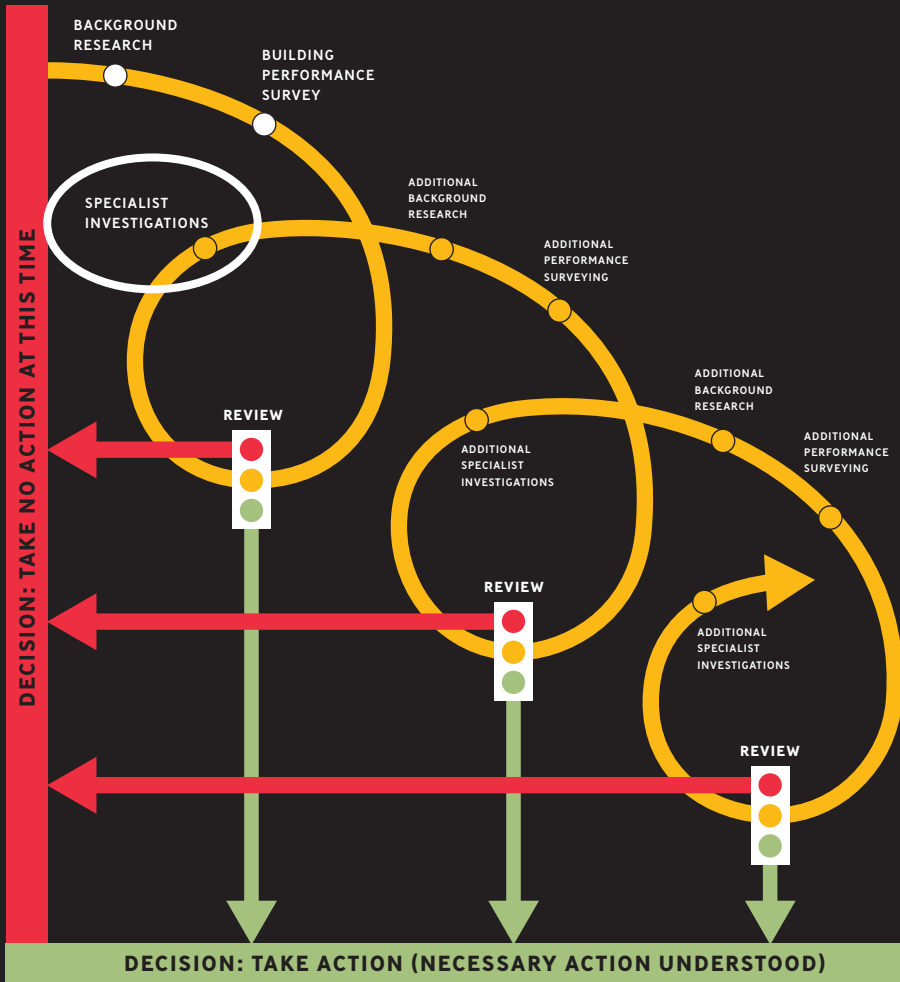 BACKGROUND
RESEARCH
BUILDING
PERFORMANCE
SURVEY
SPECIALIST
INVESTIGATIONS
ADDITIONAL
BACKGROUND
RESEARCH
ADDITIONAL
PERFORMANCE
SURVEYING
DECISION: TAKE NO ACTION AT THIS TIME
REVIEW
ADDITIONAL
SPECIALIST
INVESTIGATIONS
ADDITIONAL
BACKGROUND
RESEARCH
ADDITIONAL
PERFORMANCE
SURVEYING
REVIEW
ADDITIONAL
SPECIALIST
INVESTIGATIONS
REVIEW
DECISION: TAKE ACTION (NECESSARY ACTION UNDERSTOOD)